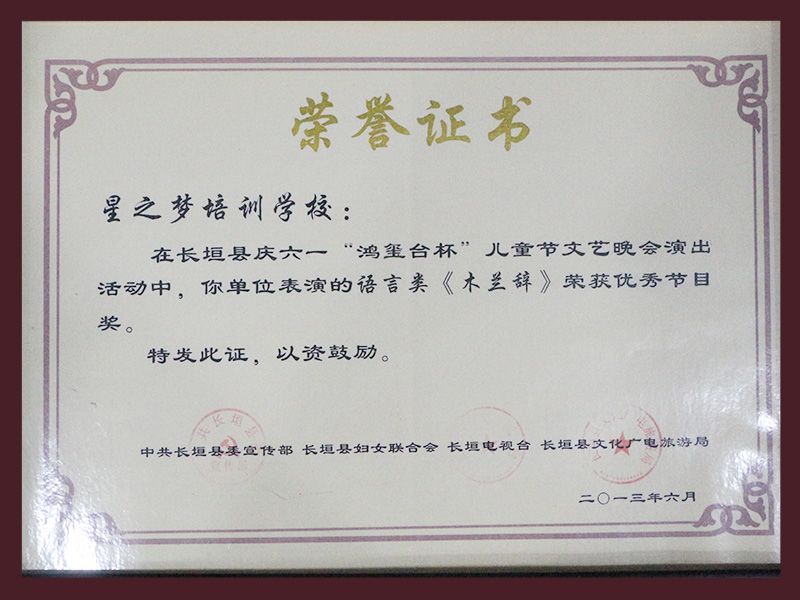 荣誉证书
星之梦培训学校：
在长垣县庆六一“鸿玺台杯”儿童节文艺晚会演出
活动中，你单位表演的语言类《木兰辞》荣获优秀节目
奖。
特发此证，以资鼓励。
中共长垣县委宣传部 长垣县妇女联合会 长垣电视台 长垣县文化广电旅游局
二〇一三年六月